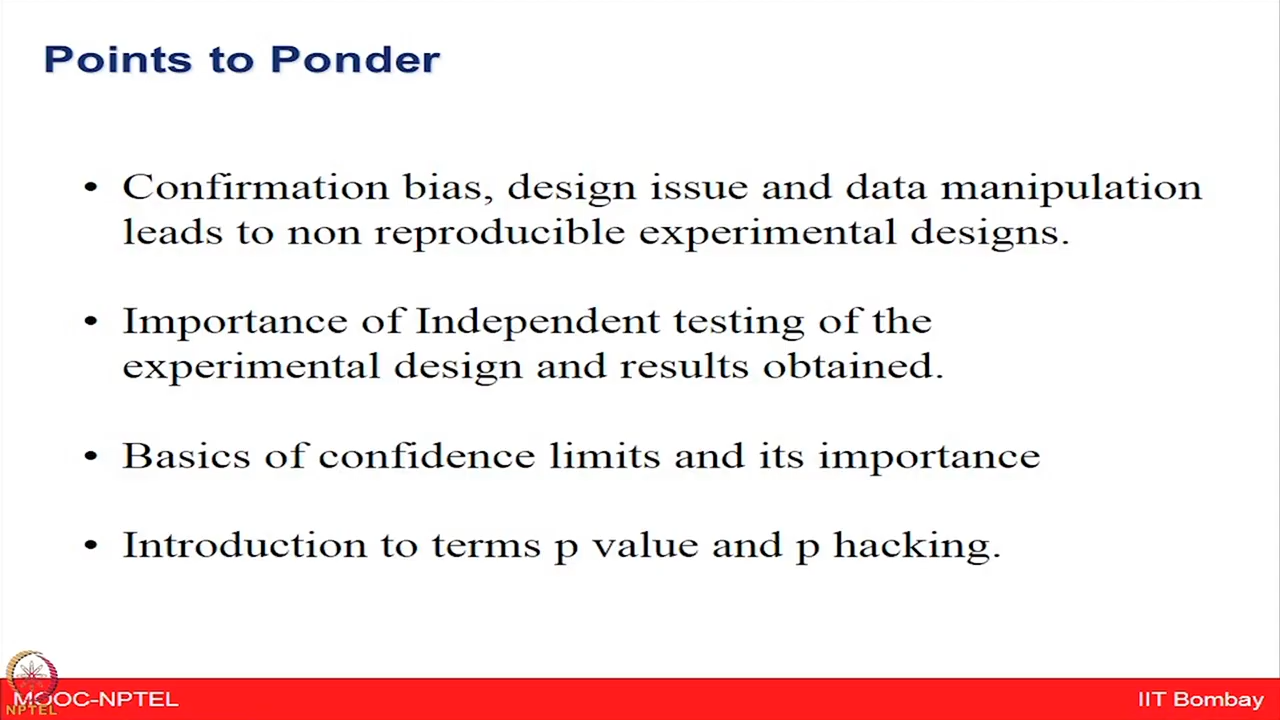 Points to Ponder
• Confirmation bias, design issue and data manipulation
leads to non reproducible experimental designs.
• Importance of Independent testing of the
experimental design and results obtained.
• Basics of confidence limits and its importance
• Introduction to terms p value and p hacking.
MOOC-NPTEL
NPTEL
IIT Bombay